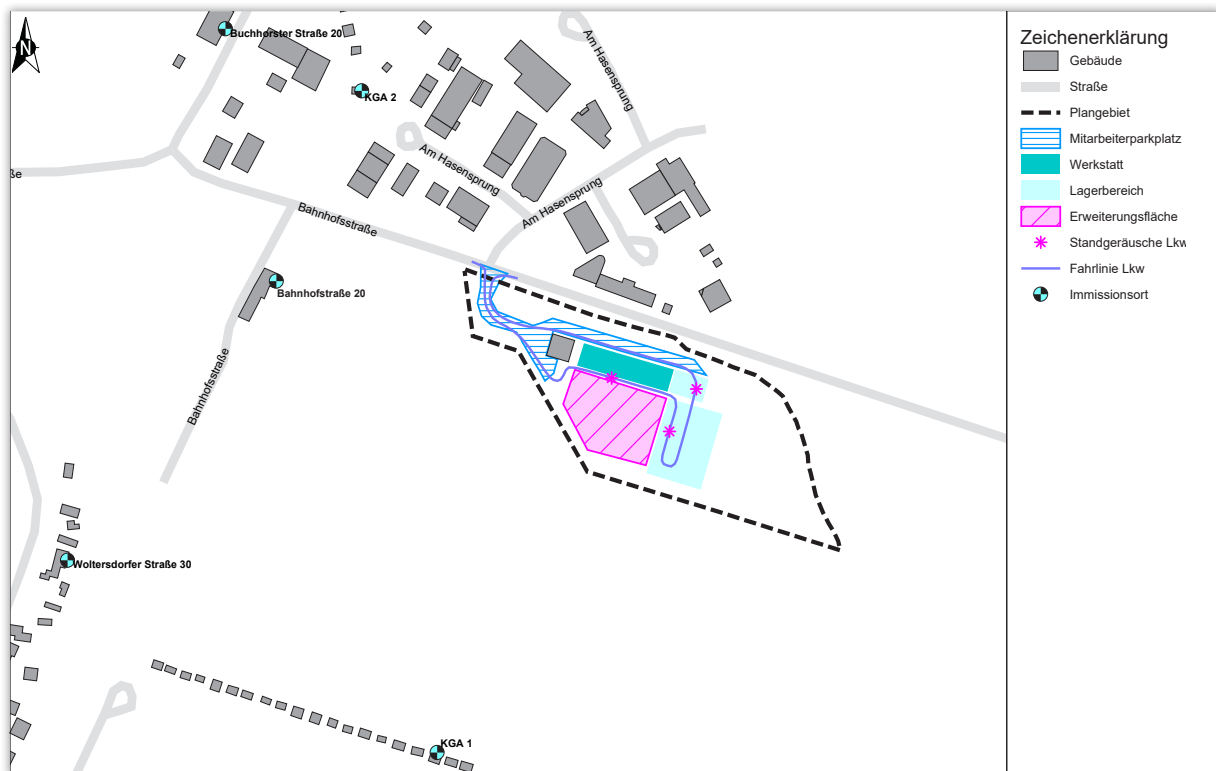 N
Buchhorster Straße 20
KGA 2
Am Hasensprung
Am Hasensprung
Am Hasensprung
ße
Bahnhofsstraße
Bahnhofstraße 20
Bahnhofsstraße
Woltersdorfer Straße 30
KGA 1
Zeichenerklärung
Gebäude
Straße
Plangebiet
Mitarbeiterparkplatz
Werkstatt
Lagerbereich
Erweiterungsfläche
Standgeräusche Lkw
Fahrlinie Lkw
Immissionsort